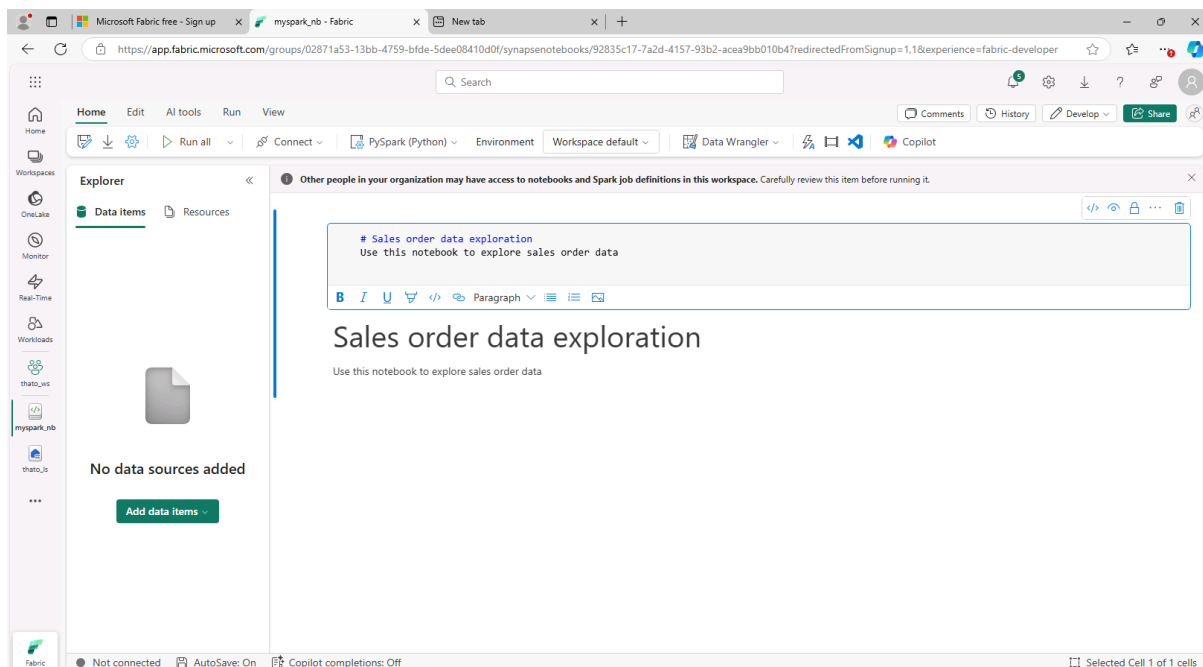 Microsoft Fabric free - Sign up
myspark_nb - Fabric
New tab
https://app.fabric.microsoft.com/groups/02871a53-13bb-4759-bfde-5dee08410d0f/synapsenotebooks/92835c17-7a2d-4157-93b2-acea9bb010b4?redirectedFromSignup=1,1&experience=fabric-developer
Search
5
Home Edit AI tools Run View
Comments History Develop Share
Run all Connect PySpark (Python) Environment Workspace default Data Wrangler Copilot
Home
Workspaces
OneLake
Monitor
Real-Time
Workloads
thato_ws
myspark_nb
thato_ls
Fabric
Explorer
Data items Resources
No data sources added
Add data items
Other people in your organization may have access to notebooks and Spark job definitions in this workspace. Carefully review this item before running it.
# Sales order data exploration
Use this notebook to explore sales order data
B I U </> Paragraph
Sales order data exploration
Use this notebook to explore sales order data
Not connected AutoSave: On Copilot completions: Off Selected Cell 1 of 1 cells